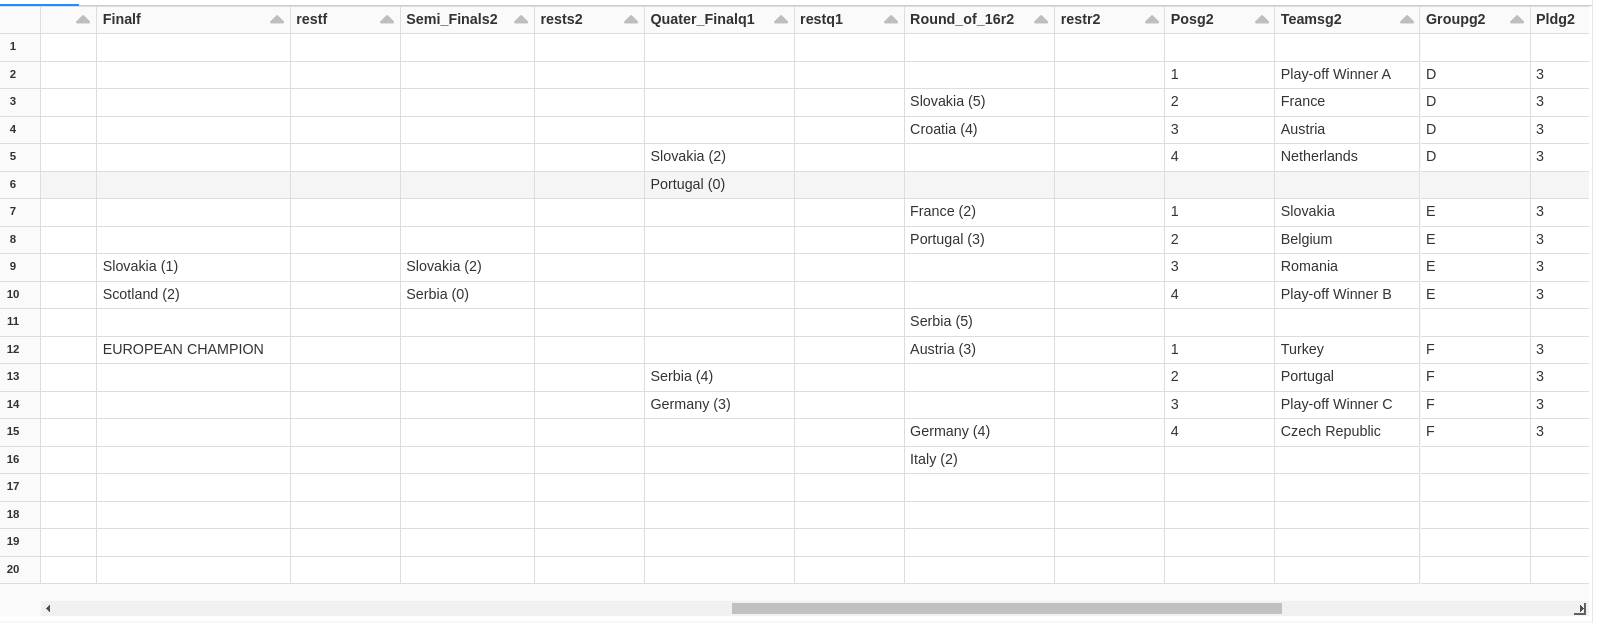 Finalf restf Semi_Finals2 rests2 Quater_Finalq1 restq1 Round_of_16r2 restr2 Posg2 Teamsg2 Groupg2 Pldg2
1
2 1 Play-off Winner A D 3
3 Slovakia (5) 2 France D 3
4 Croatia (4) 3 Austria D 3
5 Slovakia (2) 4 Netherlands D 3
6 Portugal (0)
7 France (2) 1 Slovakia E 3
8 Portugal (3) 2 Belgium E 3
9 Slovakia (1) Slovakia (2) 3 Romania E 3
10 Scotland (2) Serbia (0) 4 Play-off Winner B E 3
11 Serbia (5)
12 EUROPEAN CHAMPION Austria (3) 1 Turkey F 3
13 Serbia (4) 2 Portugal F 3
14 Germany (3) 3 Play-off Winner C F 3
15 Germany (4) 4 Czech Republic F 3
16 Italy (2)
17
18
19
20